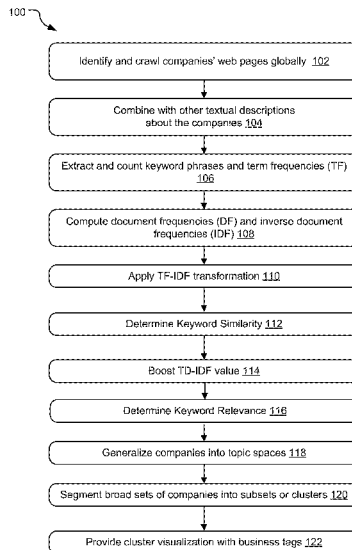 100
Identify and crawl companies' web pages globally 102
Combine with other textual descriptions
about the companies 104
Extract and count keyword phrases and term frequencies (TF)
106
Compute document frequencies (DF) and inverse document
frequencies (IDF) 108
Apply TF-IDF transformation 110
Determine Keyword Similarity 112
Boost TD-IDF value 114
Determine Keyword Relevance 116
Generalize companies into topic spaces 118
Segment broad sets of companies into subsets or clusters 120
Provide cluster visualization with business tags 122